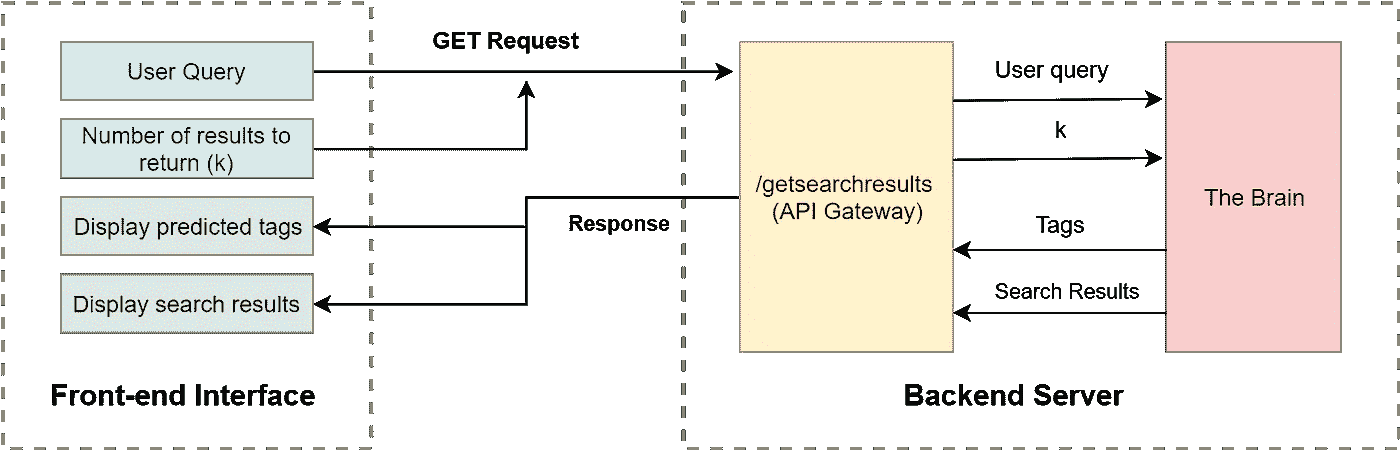 User Query
Number of results to
return (k)
Display predicted tags
Display search results
Front-end Interface
GET Request
Response
/getsearchresults
(API Gateway)
User query
k
Tags
Search Results
The Brain
Backend Server